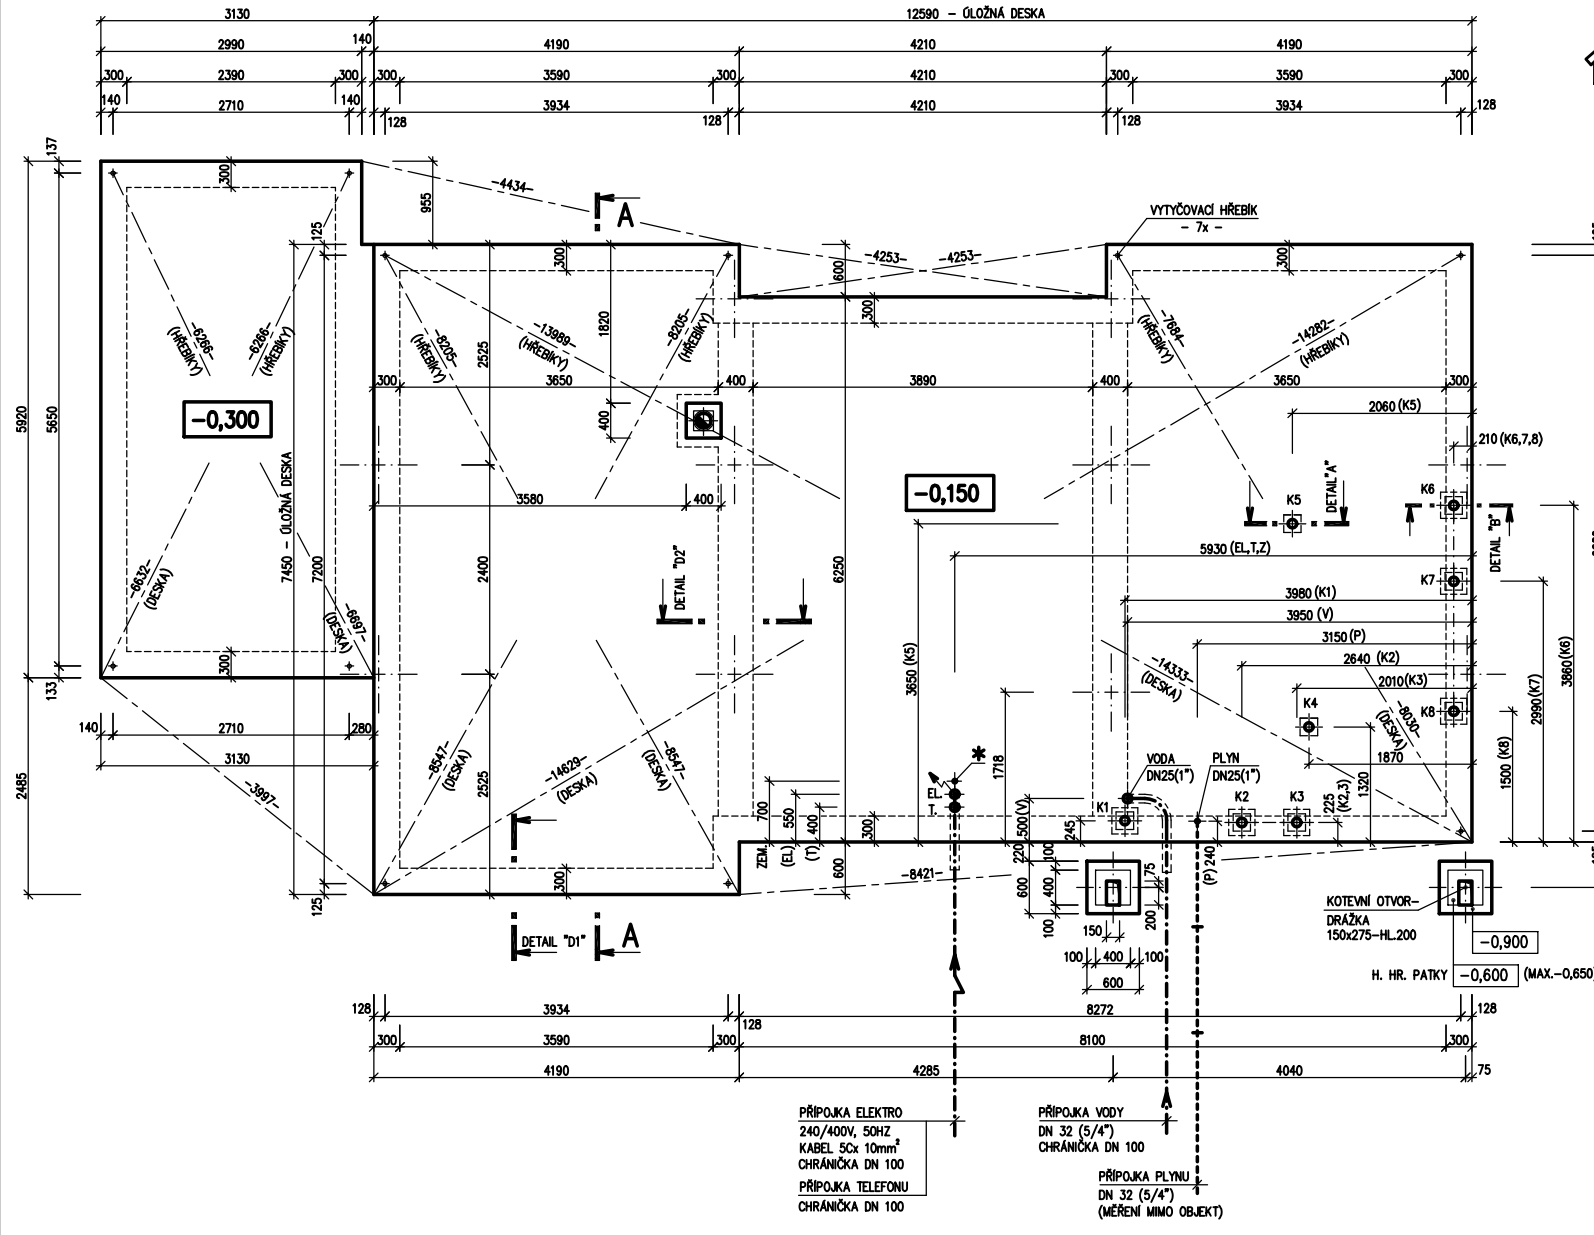 3130
12590 - ÚLOŽNÁ DESKA
2990
140
4190
4210
4190
300
2390
300
300
3590
300
4210
300
3590
300
140
2710
140
128
3934
128
4210
128
3934
128
137
300
955
-4434-
A
125
VYTYČOVACÍ HŘEBÍK
- 7x -
300
300
600
-4253-
-4253-
300
1820
2525
-6266-
(HŘEBÍKY)
-6266-
(HŘEBÍKY)
-8205-
(HŘEBÍKY)
-13989-
(HŘEBÍKY)
-8205-
(HŘEBÍKY)
-7684-
(HŘEBÍKY)
-14282-
(HŘEBÍKY)
300
3650
400
3890
400
3650
300
5920
5650
-0,300
400
2060 (K5)
210 (K6,7,8)
7450 - ÚLOŽNÁ DESKA
7200
3580
400
-0,150
K5
DETAIL "A"
K6
DETAIL "B"
2400
DETAIL "D2"
6250
5930 (EL,T,Z)
K7
3980 (K1)
3950 (V)
3150 (P)
2640 (K2)
2010 (K3)
-6632-
(DESKA)
-6697-
(DESKA)
3650 (K5)
-14333-
(DESKA)
-8030-
(DESKA)
3860 (K6)
2990 (K7)
300
133
140
2710
280
3130
K4
K8
1870
1500 (K8)
1320
225
(K2,3)
2485
-3997-
-8547-
(DESKA)
-14629-
(DESKA)
-8547-
(DESKA)
2525
1718
*
EL.
T.
VODA
DN25(1")
PLYN
DN25(1")
K1
K2
K3
700
ZEM.
550
(EL)
400
(T)
300
600
500 (V)
245
220
100
600
400
100
75
200
240
(P)
-8421-
300
125
DETAIL "D1"
A
150
100
400
100
600
KOTEVNÍ OTVOR-
DRÁŽKA
150x275-HL.200
-0,900
H. HR. PATKY
-0,600
(MAX.-0,650)
128
3934
128
8272
128
300
3590
300
8100
300
4190
4285
4040
75
PŘÍPOJKA ELEKTRO
240/400V, 50HZ
KABEL 5Cx 10mm²
CHRÁNIČKA DN 100
PŘÍPOJKA TELEFONU
CHRÁNIČKA DN 100
PŘÍPOJKA VODY
DN 32 (5/4")
CHRÁNIČKA DN 100
PŘÍPOJKA PLYNU
DN 32 (5/4")
(MĚŘENÍ MIMO OBJEKT)